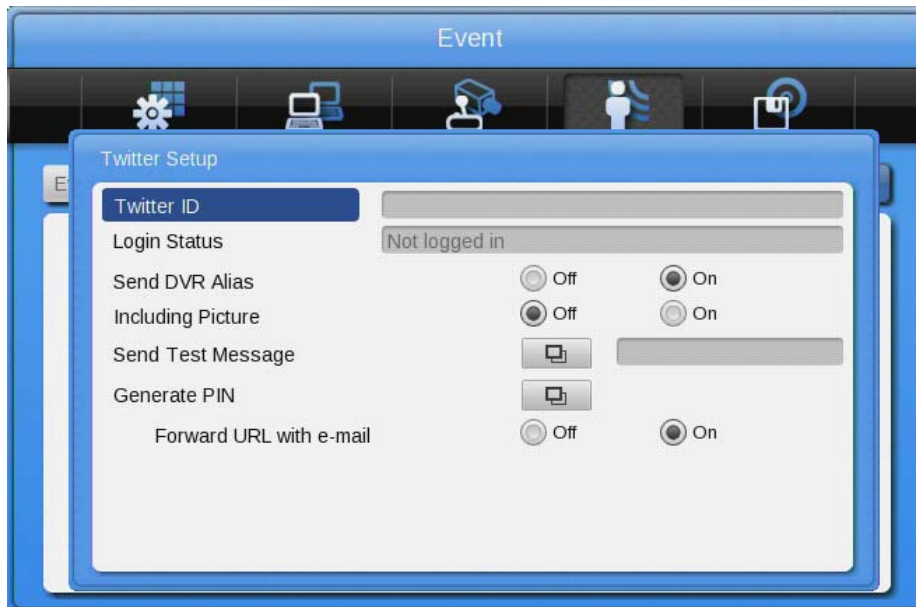 Event
Twitter Setup
E
Twitter ID
Login Status Not logged in
Send DVR Alias Off On
Including Picture Off On
Send Test Message
Generate PIN
Forward URL with e-mail Off On